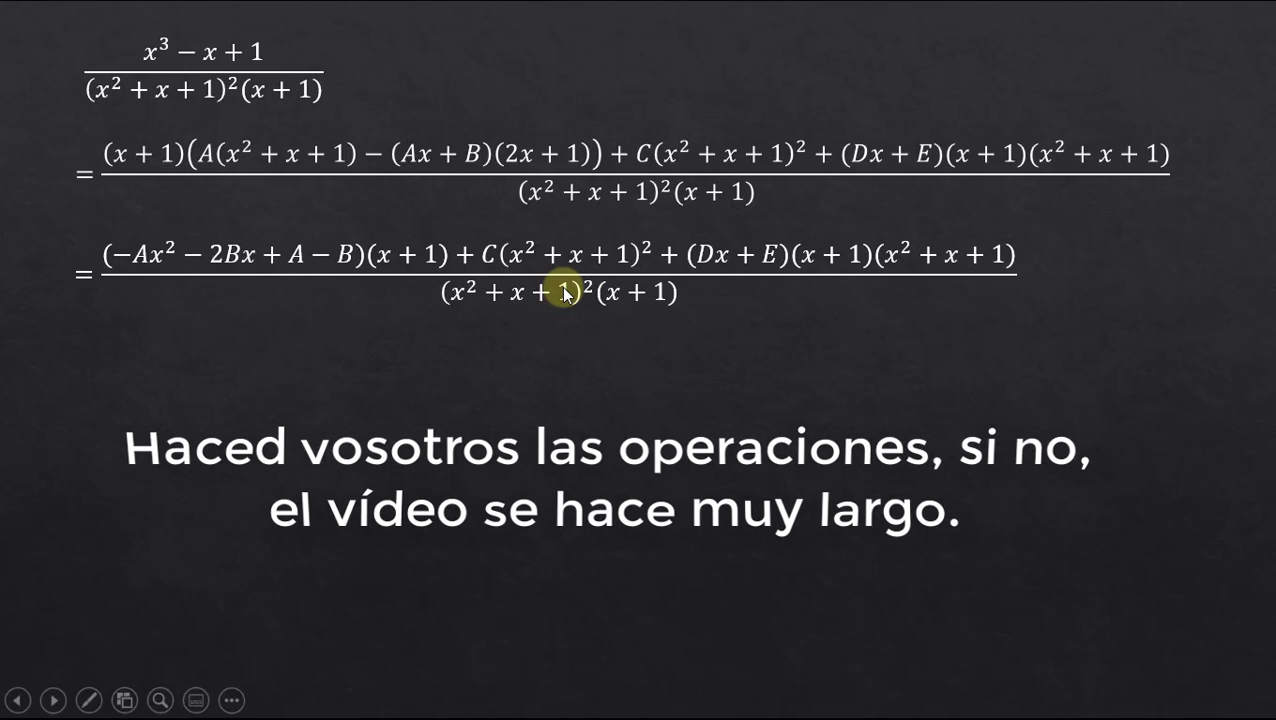 x³ − x + 1
(x² + x + 1)²(x + 1)
= (x + 1)(A(x² + x + 1) − (Ax + B)(2x + 1)) + C(x² + x + 1)² + (Dx + E)(x + 1)(x² + x + 1)
(x² + x + 1)²(x + 1)
= (−Ax² − 2Bx + A − B)(x + 1) + C(x² + x + 1)² + (Dx + E)(x + 1)(x² + x + 1)
(x² + x + 1)²(x + 1)
Haced vosotros las operaciones, si no,
el vídeo se hace muy largo.